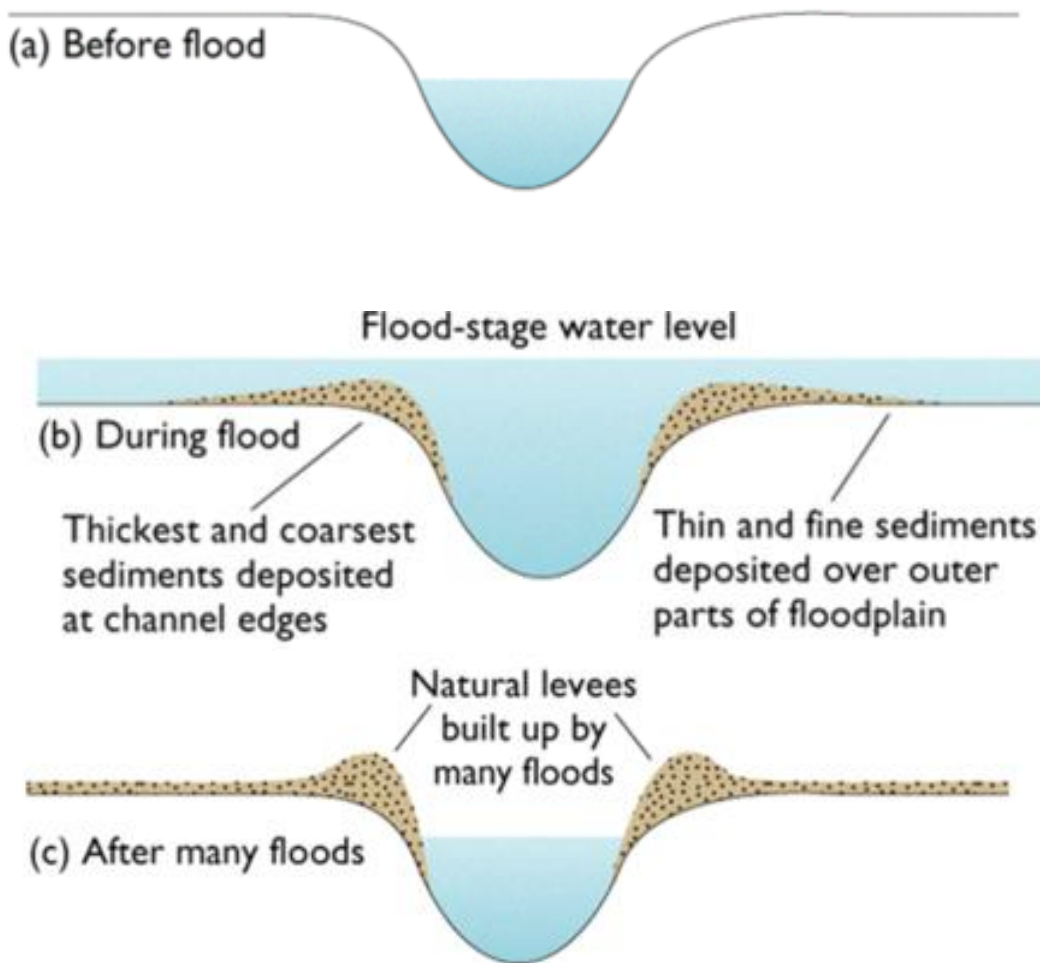 (a) Before flood
Flood-stage water level
(b) During flood
Thickest and coarsest
sediments deposited
at channel edges
Thin and fine sediments
deposited over outer
parts of floodplain
Natural levees
built up by
many floods
(c) After many floods